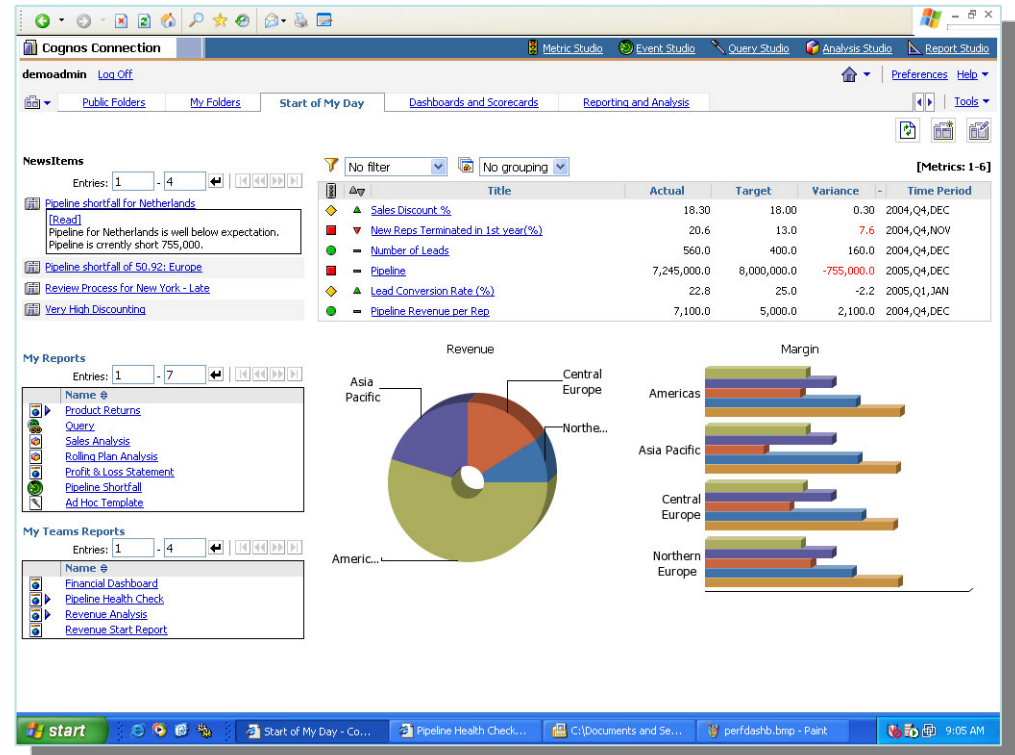 Cognos Connection
Metric Studio Event Studio Query Studio Analysis Studio Report Studio
demoadmin Log Off
Preferences Help
Public Folders My Folders Start of My Day Dashboards and Scorecards Reporting and Analysis
Tools
NewsItems
Entries: 1 - 4
Pipeline shortfall for Netherlands
[Read]
Pipeline for Netherlands is well below expectation.
Pipeline is crrently short 755,000.
Pipeline shortfall of 50.92: Europe
Review Process for New York - Late
Very High Discounting
No filter No grouping [Metrics: 1-6]
Title Actual Target Variance - Time Period
Sales Discount % 18.30 18.00 0.30 2004,Q4,DEC
New Reps Terminated in 1st year(%) 20.6 13.0 7.6 2004,Q4,NOV
Number of Leads 560.0 400.0 160.0 2004,Q4,DEC
Pipeline 7,245,000.0 8,000,000.0 -755,000.0 2005,Q4,DEC
Lead Conversion Rate (%) 22.8 25.0 -2.2 2005,Q1,JAN
Pipeline Revenue per Rep 7,100.0 5,000.0 2,100.0 2004,Q4,DEC
My Reports
Entries: 1 - 7
Name
Product Returns
Query
Sales Analysis
Rolling Plan Analysis
Profit & Loss Statement
Pipeline Shortfall
Ad Hoc Template
My Teams Reports
Entries: 1 - 4
Name
Financial Dashboard
Pipeline Health Check
Revenue Analysis
Revenue Start Report
Revenue
Asia
Pacific
Central
Europe
Northe...
Americ...
Margin
Americas
Asia Pacific
Central
Europe
Northern
Europe
start Start of My Day - Co... Pipeline Health Check... C:\Documents and Se... perfdashb.bmp - Paint 9:05 AM